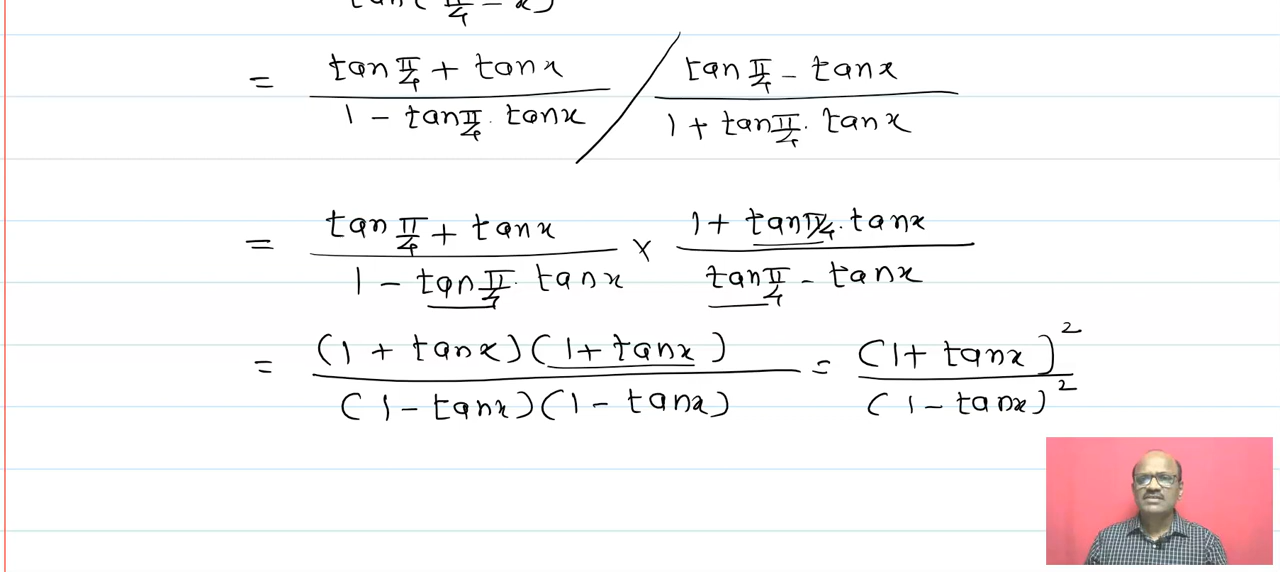 tan(π/4 - x)
= (tan π/4 + tan x)/(1 - tan π/4 . tan x) / (tan π/4 - tan x)/(1 + tan π/4 . tan x)
= (tan π/4 + tan x)/(1 - tan π/4 . tan x) × (1 + tan π/4 . tan x)/(tan π/4 - tan x)
= (1 + tan x)(1 + tan x)/(1 - tan x)(1 - tan x) = (1 + tan x)²/(1 - tan x)²